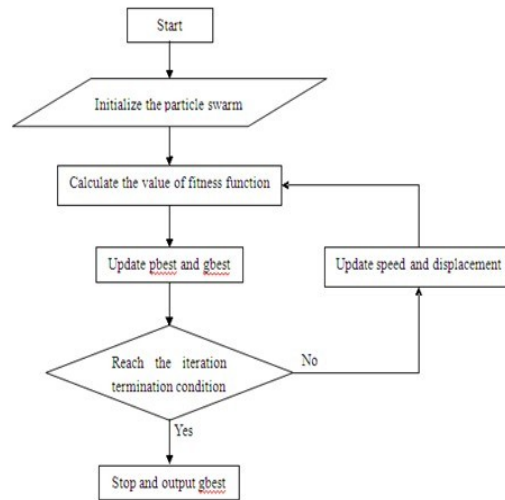 Start
Initialize the particle swarm
Calculate the value of fitness function
Update pbest and gbest
Update speed and displacement
Reach the iteration
termination condition
No
Yes
Stop and output gbest